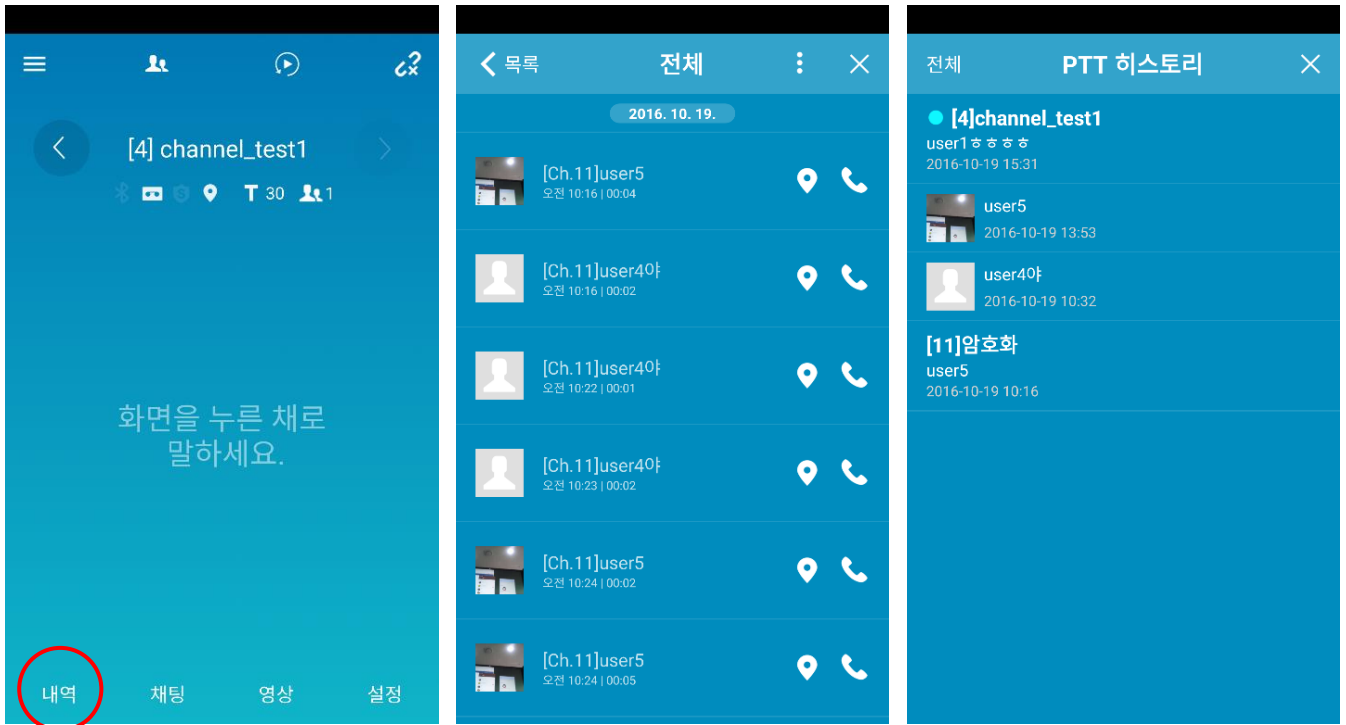 [4] channel_test1
T 30 1
화면을 누른 채로
말하세요.
내역 채팅 영상 설정
목록 전체
2016. 10. 19.
[Ch.11]user5
오전 10:16 | 00:04
[Ch.11]user4야
오전 10:16 | 00:02
[Ch.11]user4야
오전 10:22 | 00:01
[Ch.11]user4야
오전 10:23 | 00:02
[Ch.11]user5
오전 10:24 | 00:02
[Ch.11]user5
오전 10:24 | 00:05
전체 PTT 히스토리
[4]channel_test1
user1ㅎㅎㅎㅎ
2016-10-19 15:31
user5
2016-10-19 13:53
user4야
2016-10-19 10:32
[11]암호화
user5
2016-10-19 10:16